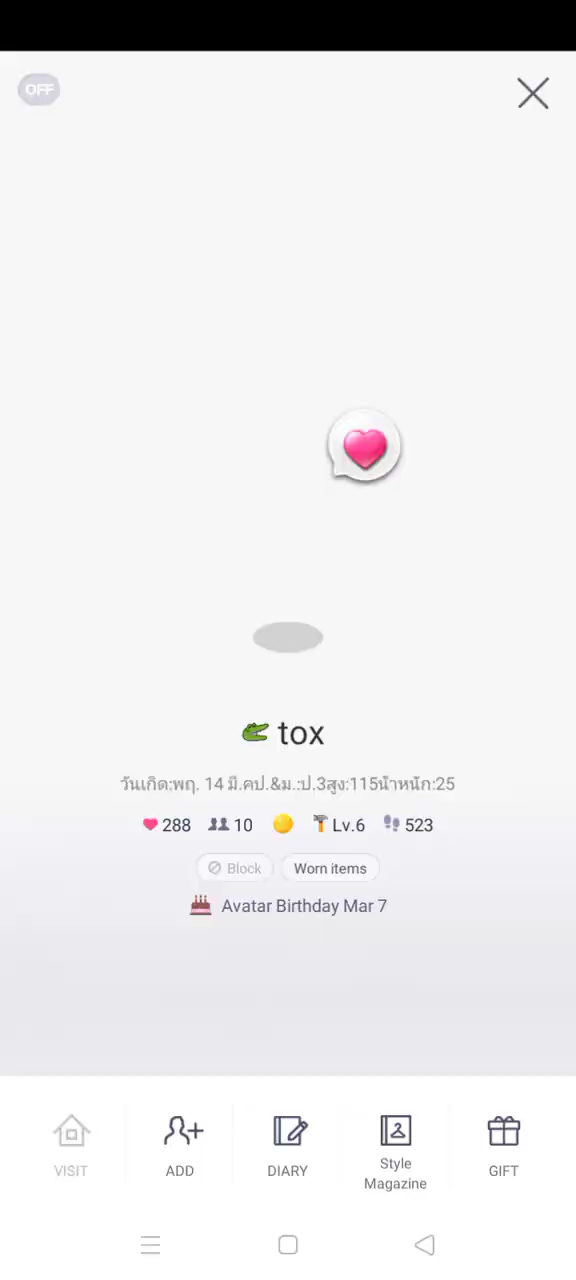 OFF
tox
วันเกิด:พฤ. 14 มี.คป.&ม.:ป.3สูง:115น้ำหนัก:25
288 10 Lv.6 523
Block Worn items
Avatar Birthday Mar 7
VISIT ADD DIARY Style Magazine GIFT